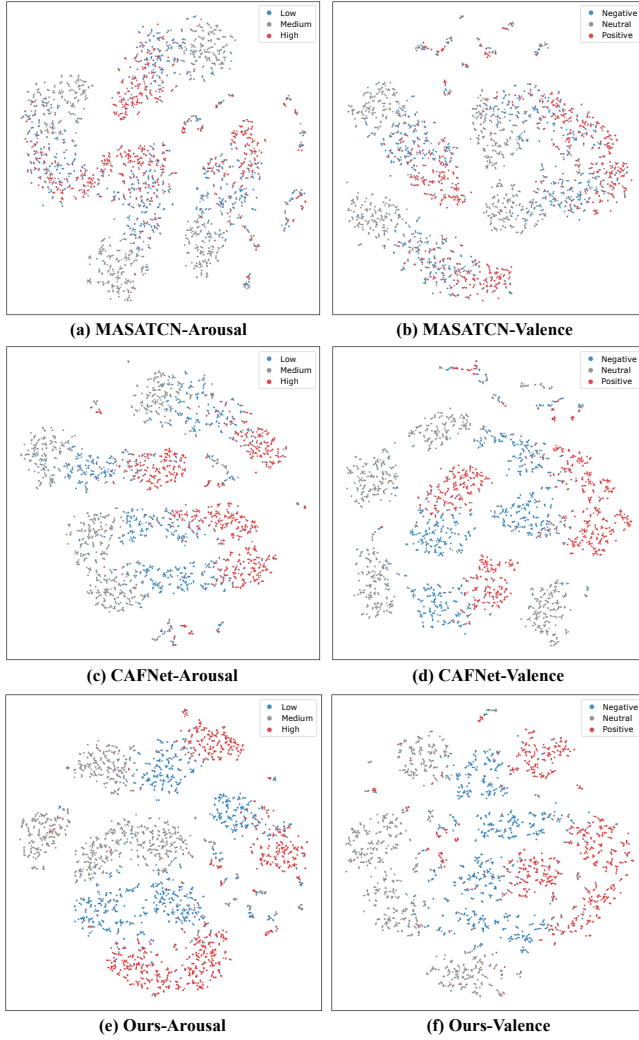 Low
Medium
High
Negative
Neutral
Positive
(a) MASATCN-Arousal
(b) MASATCN-Valence
Low
Medium
High
Negative
Neutral
Positive
(c) CAFNet-Arousal
(d) CAFNet-Valence
Low
Medium
High
Negative
Neutral
Positive
(e) Ours-Arousal
(f) Ours-Valence